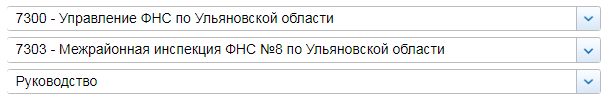 7300 - Управление ФНС по Ульяновской области
7303 - Межрайонная инспекция ФНС №8 по Ульяновской области
Руководство